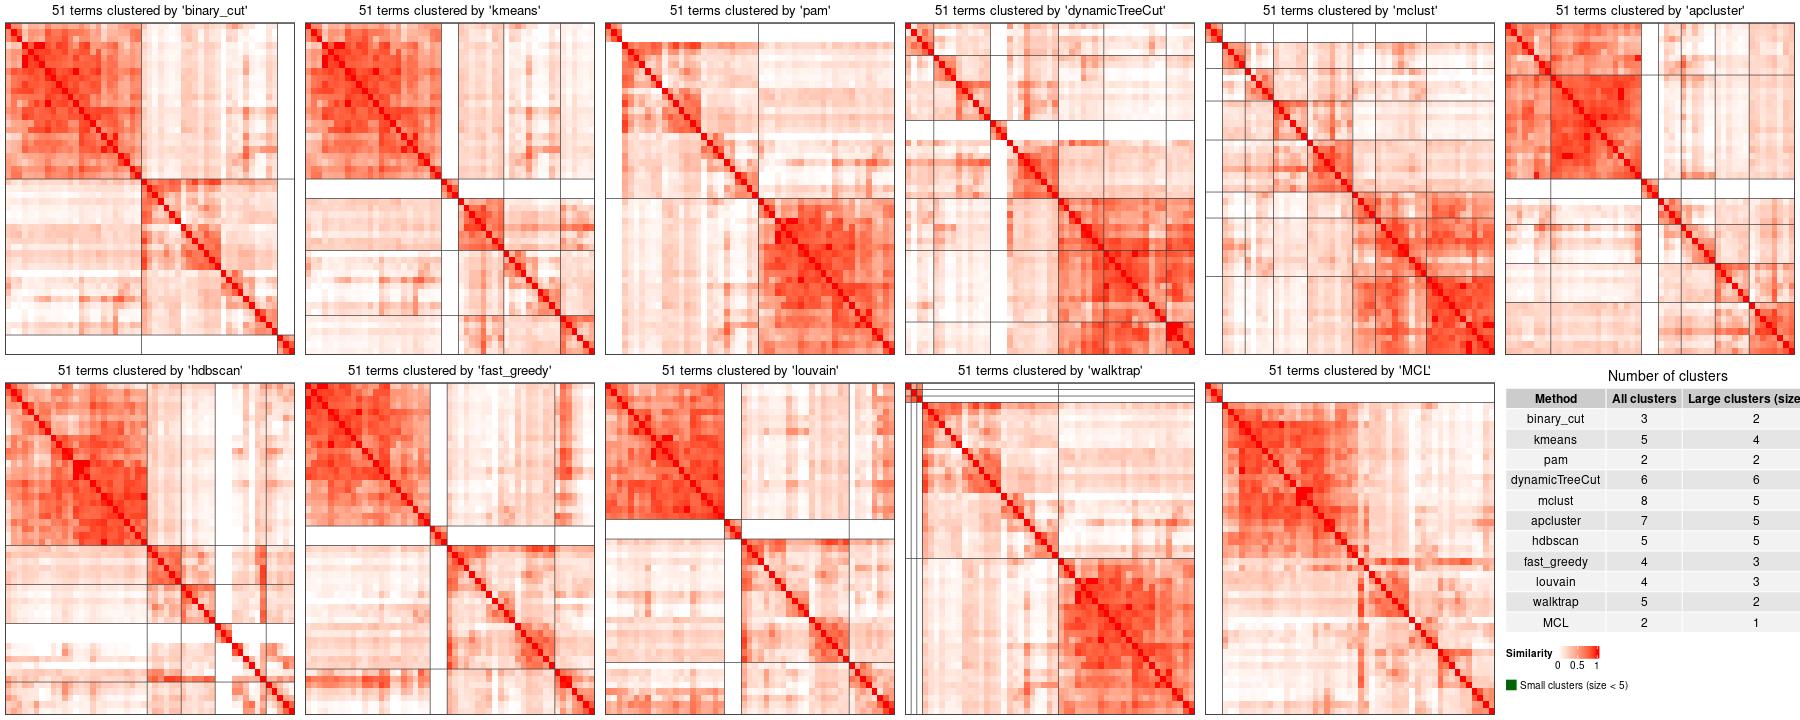 51 terms clustered by 'binary_cut'
51 terms clustered by 'kmeans'
51 terms clustered by 'pam'
51 terms clustered by 'dynamicTreeCut'
51 terms clustered by 'mclust'
51 terms clustered by 'apcluster'
51 terms clustered by 'hdbscan'
51 terms clustered by 'fast_greedy'
51 terms clustered by 'louvain'
51 terms clustered by 'walktrap'
51 terms clustered by 'MCL'
Number of clusters
Method All clusters Large clusters (size
binary_cut 3 2
kmeans 5 4
pam 2 2
dynamicTreeCut 6 6
mclust 8 5
apcluster 7 5
hdbscan 5 5
fast_greedy 4 3
louvain 4 3
walktrap 5 2
MCL 2 1
Similarity
0 0.5 1
Small clusters (size < 5)